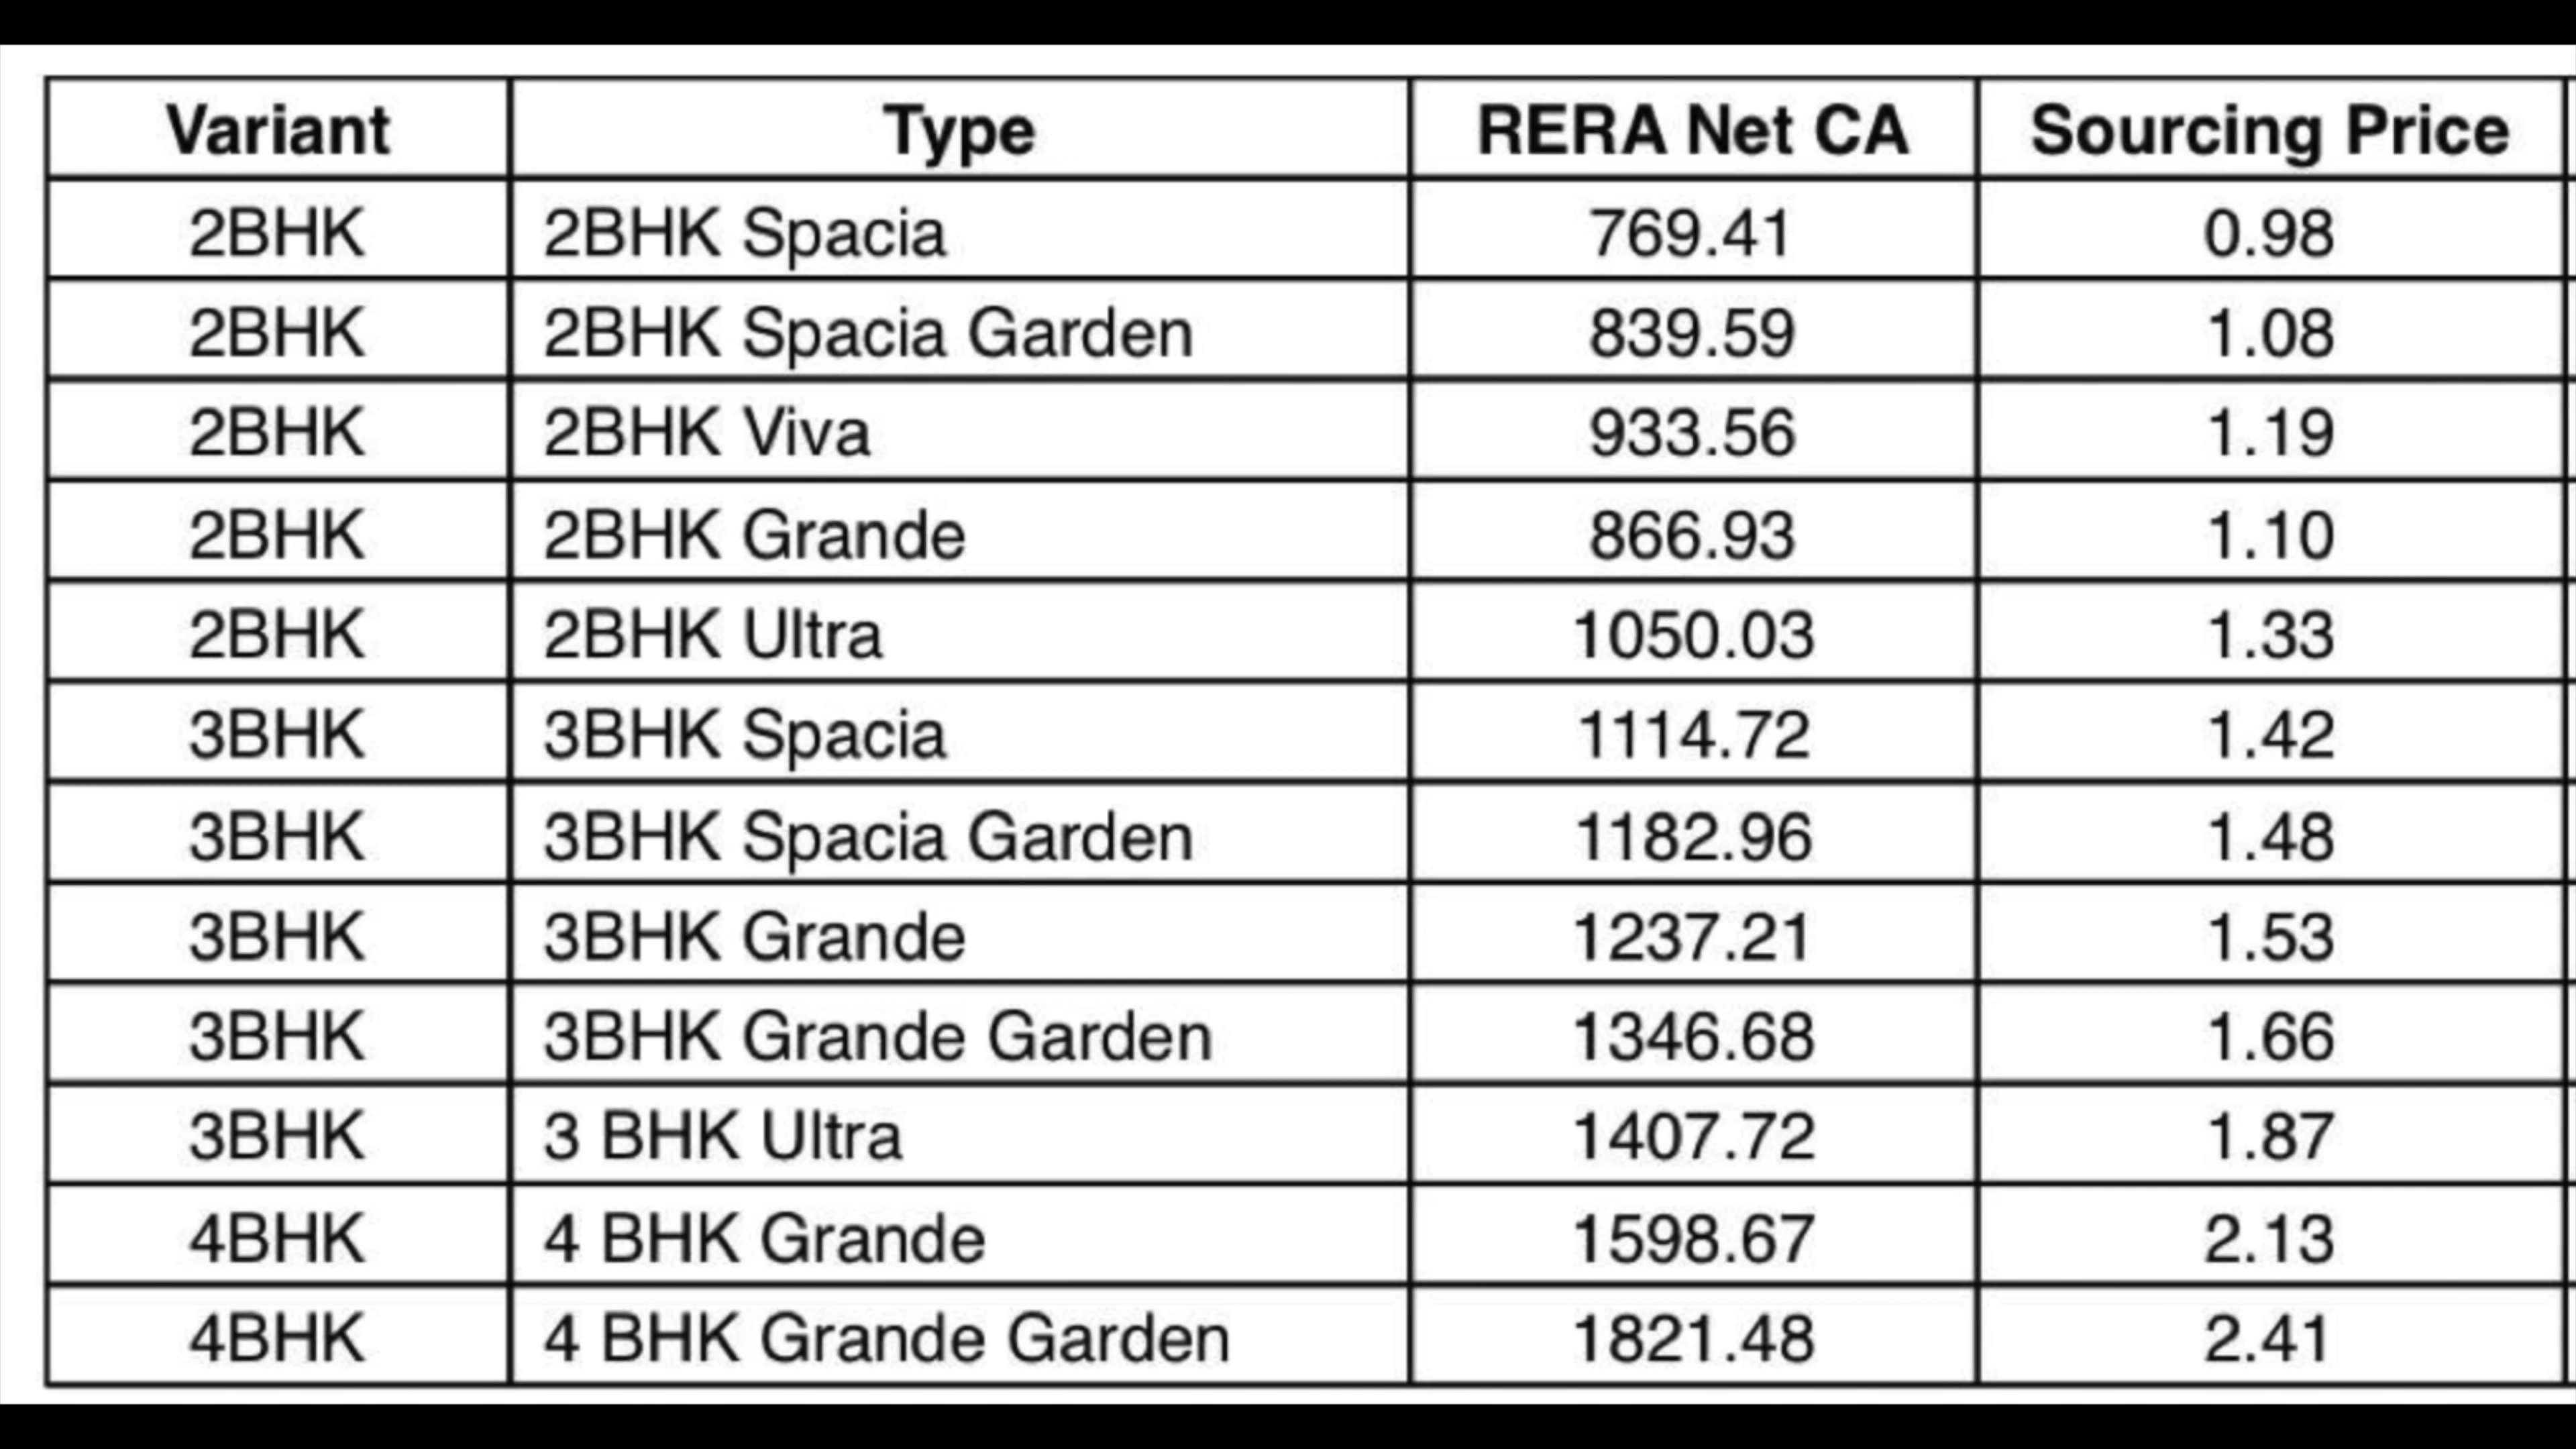 Variant Type RERA Net CA Sourcing Price
2BHK 2BHK Spacia 769.41 0.98
2BHK 2BHK Spacia Garden 839.59 1.08
2BHK 2BHK Viva 933.56 1.19
2BHK 2BHK Grande 866.93 1.10
2BHK 2BHK Ultra 1050.03 1.33
3BHK 3BHK Spacia 1114.72 1.42
3BHK 3BHK Spacia Garden 1182.96 1.48
3BHK 3BHK Grande 1237.21 1.53
3BHK 3BHK Grande Garden 1346.68 1.66
3BHK 3 BHK Ultra 1407.72 1.87
4BHK 4 BHK Grande 1598.67 2.13
4BHK 4 BHK Grande Garden 1821.48 2.41